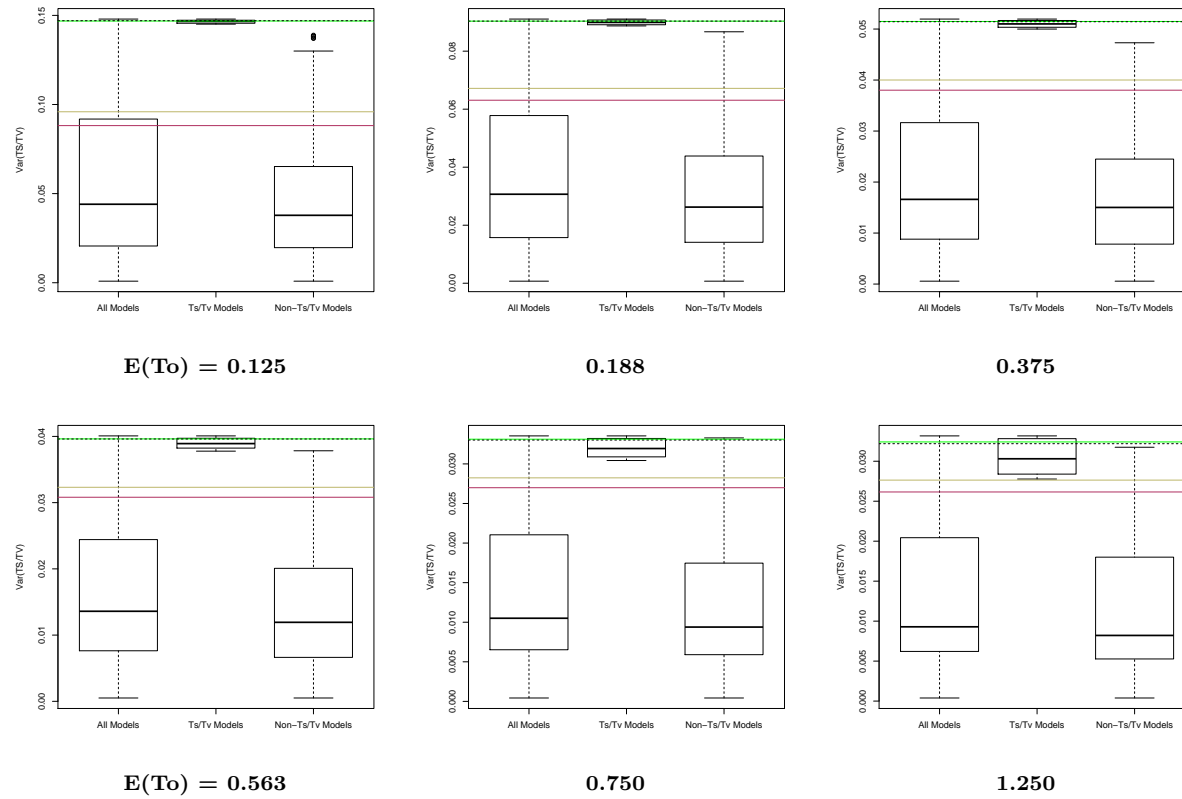 0.15
0.10
0.05
0.00
Var(TS/TV)
All Models Ts/Tv Models Non−Ts/Tv Models
0.08
0.06
0.04
0.02
0.00
Var(TS/TV)
All Models Ts/Tv Models Non−Ts/Tv Models
0.05
0.04
0.03
0.02
0.01
0.00
Var(TS/TV)
All Models Ts/Tv Models Non−Ts/Tv Models
E(To) = 0.125 0.188 0.375
0.04
0.03
0.02
0.01
0.00
Var(TS/TV)
All Models Ts/Tv Models Non−Ts/Tv Models
0.030
0.025
0.020
0.015
0.010
0.005
0.000
Var(TS/TV)
All Models Ts/Tv Models Non−Ts/Tv Models
0.030
0.025
0.020
0.015
0.010
0.005
0.000
Var(TS/TV)
All Models Ts/Tv Models Non−Ts/Tv Models
E(To) = 0.563 0.750 1.250